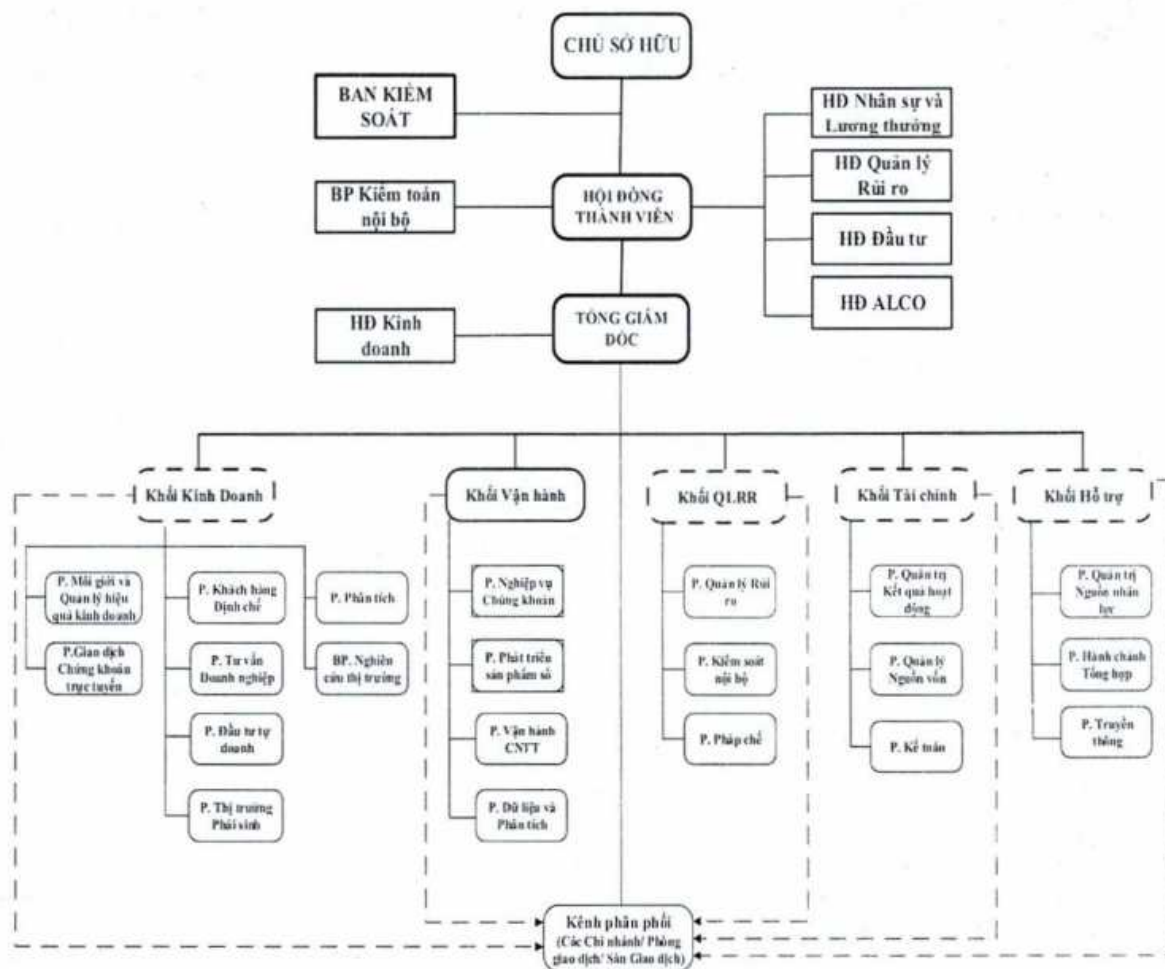 CHỦ SỞ HỮU
BAN KIỂM
SOÁT
HĐ Nhân sự và
Lương thưởng
HĐ Quản lý
Rủi ro
BP Kiểm toán
nội bộ
HỘI ĐỒNG
THÀNH VIÊN
HĐ Đầu tư
HĐ ALCO
HĐ Kinh
doanh
TỔNG GIÁM
ĐỐC
Khối Kinh Doanh
Khối Vận hành
Khối QLRR
Khối Tài chính
Khối Hỗ trợ
P. Môi giới và
Quản lý hiệu
quả kinh doanh
P.Giao dịch
Chứng khoán
trực tuyến
P. Khách hàng
Định chế
P. Tư vấn
Doanh nghiệp
P. Đầu tư tự
doanh
P. Thị trường
Phái sinh
P. Phân tích
BP. Nghiên
cứu thị trường
P. Nghiệp vụ
Chứng khoán
P. Phát triển
sản phẩm số
P. Vận hành
CNTT
P. Dữ liệu và
Phân tích
P. Quản lý Rủi
ro
P. Kiểm soát
nội bộ
P. Pháp chế
P. Quản trị
Kết quả hoạt
động
P. Quản lý
Nguồn vốn
P. Kế toán
P. Quản trị
Nguồn nhân
lực
P. Hành chánh
Tổng hợp
P. Truyền
thông
Kênh phân phối
(Các Chi nhánh/ Phòng
giao dịch/ Sàn Giao dịch)